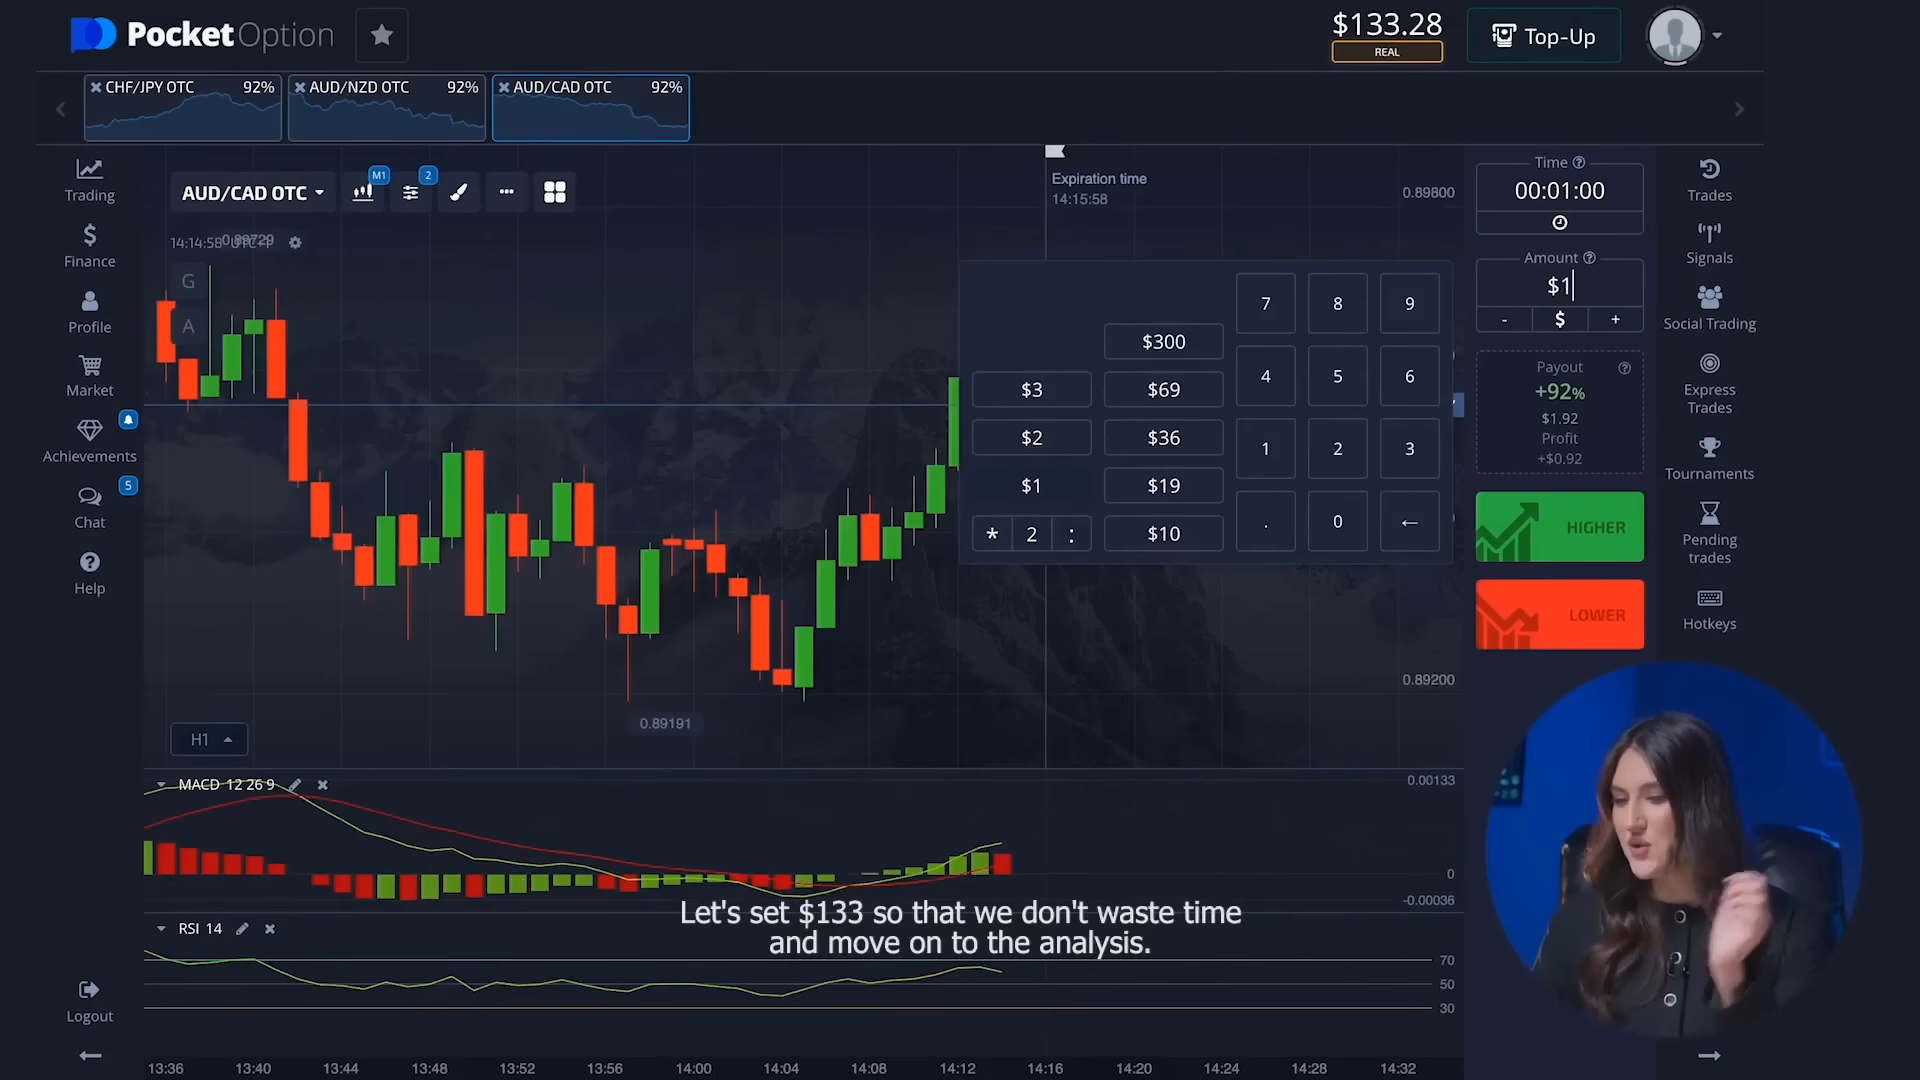 PocketOption
$133.28
REAL
Top-Up
CHF/JPY OTC 92%
AUD/NZD OTC 92%
AUD/CAD OTC 92%
Trading
Finance
Profile
Market
Achievements
5
Chat
Help
Logout
AUD/CAD OTC
M1
2
0.89729
14:14:58
G
A
Expiration time
14:15:58
0.89800
0.89200
0.89191
H1
$300
$3
$69
$2
$36
$1
$19
* 2 :
$10
7 8 9
4 5 6
1 2 3
. 0 ←
Time
00:01:00
Amount
$1
- $ +
Payout
+92%
$1.92
Profit
+$0.92
HIGHER
LOWER
Trades
Signals
Social Trading
Express
Trades
Tournaments
Pending
trades
Hotkeys
MACD 12 26 9
0.00133
0
-0.00036
RSI 14
70
50
30
Let's set $133 so that we don't waste time
and move on to the analysis.
13:36 13:40 13:44 13:48 13:52 13:56 14:00 14:04 14:08 14:12 14:16 14:20 14:24 14:28 14:32